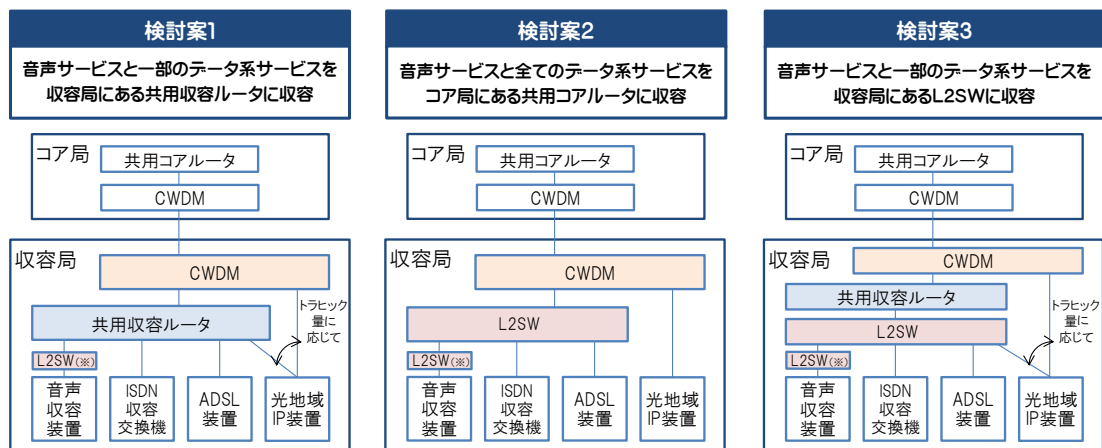 検討案1
音声サービスと一部のデータ系サービスを
収容局にある共用収容ルータに収容
コア局
共用コアルータ
CWDM
収容局
CWDM
共用収容ルータ
トラヒック
量に
応じて
L2SW(※)
音声
収容
装置
ISDN
収容
交換機
ADSL
装置
光地域
IP装置
検討案2
音声サービスと全てのデータ系サービスを
コア局にある共用コアルータに収容
コア局
共用コアルータ
CWDM
収容局
CWDM
L2SW
L2SW(※)
音声
収容
装置
ISDN
収容
交換機
ADSL
装置
光地域
IP装置
検討案3
音声サービスと一部のデータ系サービスを
収容局にあるL2SWに収容
コア局
共用コアルータ
CWDM
収容局
CWDM
共用収容ルータ
L2SW
トラヒック
量に
応じて
L2SW(※)
音声
収容
装置
ISDN
収容
交換機
ADSL
装置
光地域
IP装置